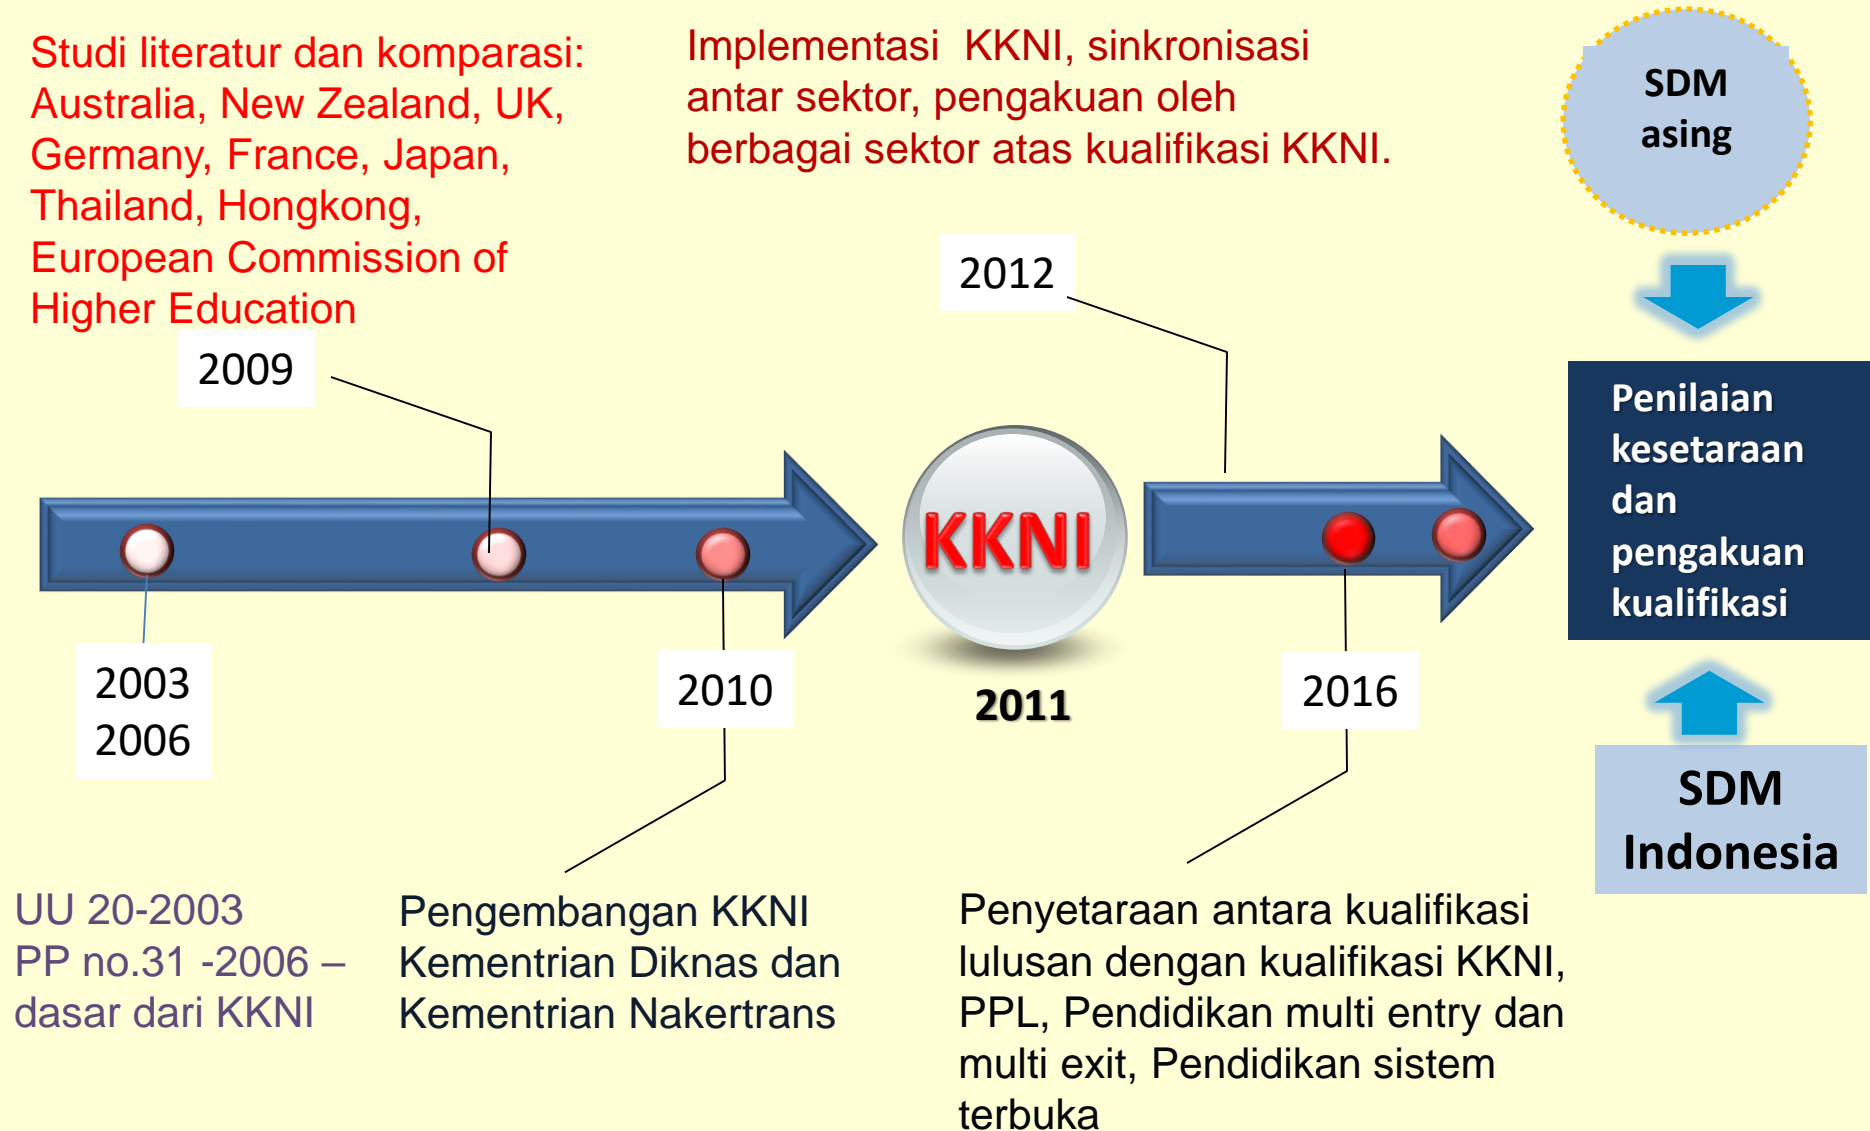 Studi literatur dan komparasi:
Australia, New Zealand, UK,
Germany, France, Japan,
Thailand, Hongkong,
European Commission of
Higher Education
Implementasi KKNI, sinkronisasi
antar sektor, pengakuan oleh
berbagai sektor atas kualifikasi KKNI.
SDM
asing
2009
2012
Penilaian
kesetaraan
dan
pengakuan
kualifikasi
KKNI
2003
2006
2010
2011
2016
SDM
Indonesia
UU 20-2003
PP no.31 -2006 –
dasar dari KKNI
Pengembangan KKNI
Kementrian Diknas dan
Kementrian Nakertrans
Penyetaraan antara kualifikasi
lulusan dengan kualifikasi KKNI,
PPL, Pendidikan multi entry dan
multi exit, Pendidikan sistem
terbuka